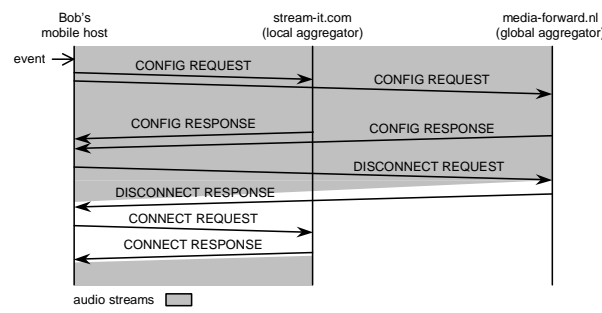 Bob's stream-it.com media-forward.nl
mobile host (local aggregator) (global aggregator)
event
CONFIG REQUEST
CONFIG REQUEST
CONFIG RESPONSE
CONFIG RESPONSE
DISCONNECT REQUEST
DISCONNECT RESPONSE
CONNECT REQUEST
CONNECT RESPONSE
audio streams